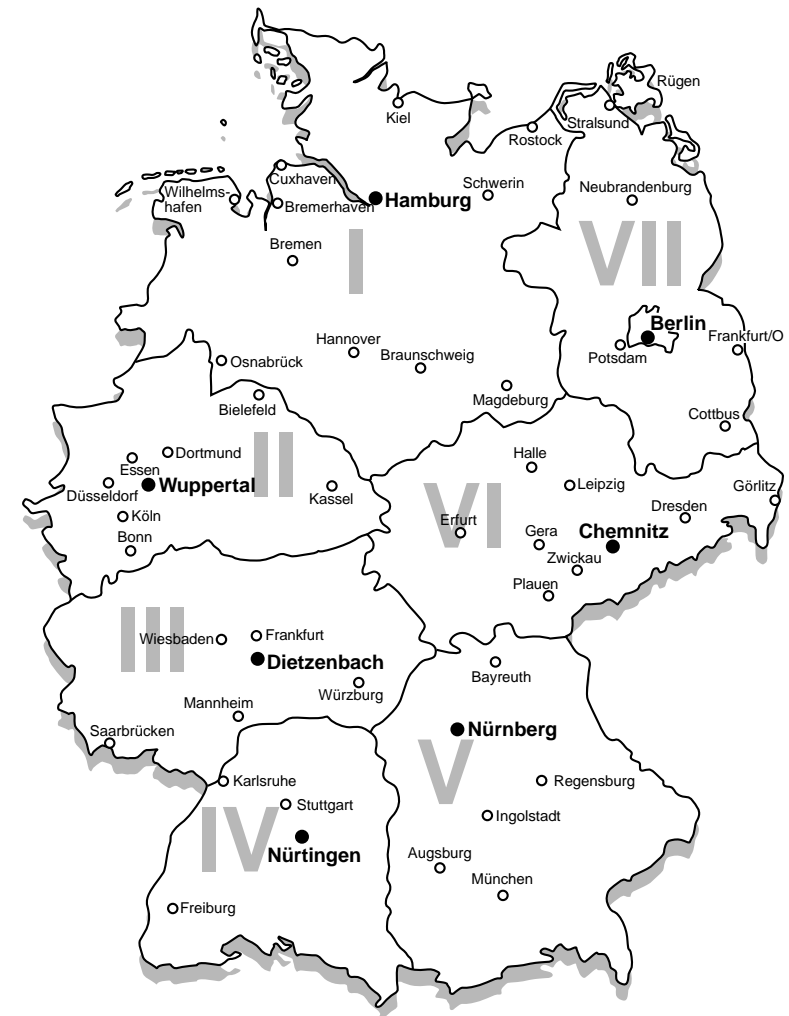 Rügen
Kiel
Stralsund
Rostock
Cuxhaven
Schwerin
Neubrandenburg
Wilhelms-
hafen
Hamburg
Bremerhaven
I
VII
Bremen
Berlin
Hannover
Frankfurt/O
Braunschweig
Potsdam
Osnabrück
Magdeburg
Bielefeld
Cottbus
II
Dortmund
Halle
Essen
Wuppertal
Leipzig
Görlitz
Düsseldorf
Kassel
VI
Dresden
Köln
Erfurt
Gera
Chemnitz
Bonn
Zwickau
Plauen
III
Wiesbaden
Frankfurt
Dietzenbach
Bayreuth
Würzburg
Mannheim
Saarbrücken
Nürnberg
V
Karlsruhe
Regensburg
Stuttgart
Ingolstadt
IV
Nürtingen
Augsburg
München
Freiburg